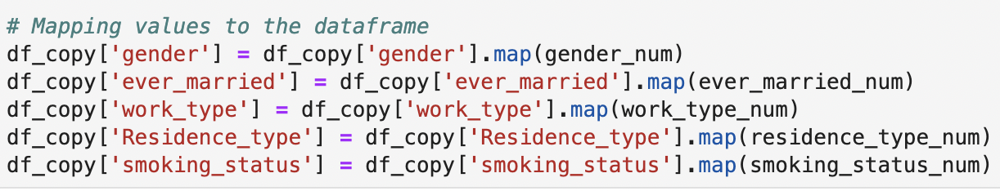 # Mapping values to the dataframe
df_copy['gender'] = df_copy['gender'].map(gender_num)
df_copy['ever_married'] = df_copy['ever_married'].map(ever_married_num)
df_copy['work_type'] = df_copy['work_type'].map(work_type_num)
df_copy['Residence_type'] = df_copy['Residence_type'].map(residence_type_num)
df_copy['smoking_status'] = df_copy['smoking_status'].map(smoking_status_num)